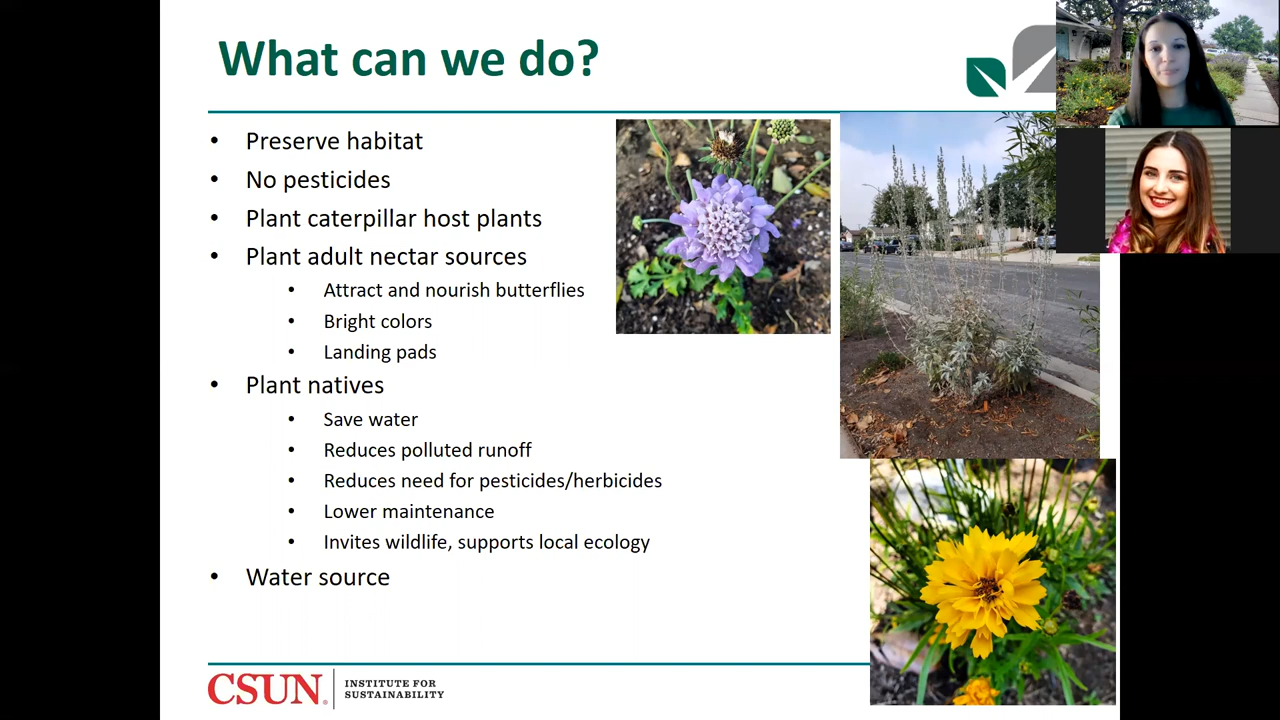 What can we do?
• Preserve habitat
• No pesticides
• Plant caterpillar host plants
• Plant adult nectar sources
• Attract and nourish butterflies
• Bright colors
• Landing pads
• Plant natives
• Save water
• Reduces polluted runoff
• Reduces need for pesticides/herbicides
• Lower maintenance
• Invites wildlife, supports local ecology
• Water source
CSUN®
INSTITUTE FOR
SUSTAINABILITY